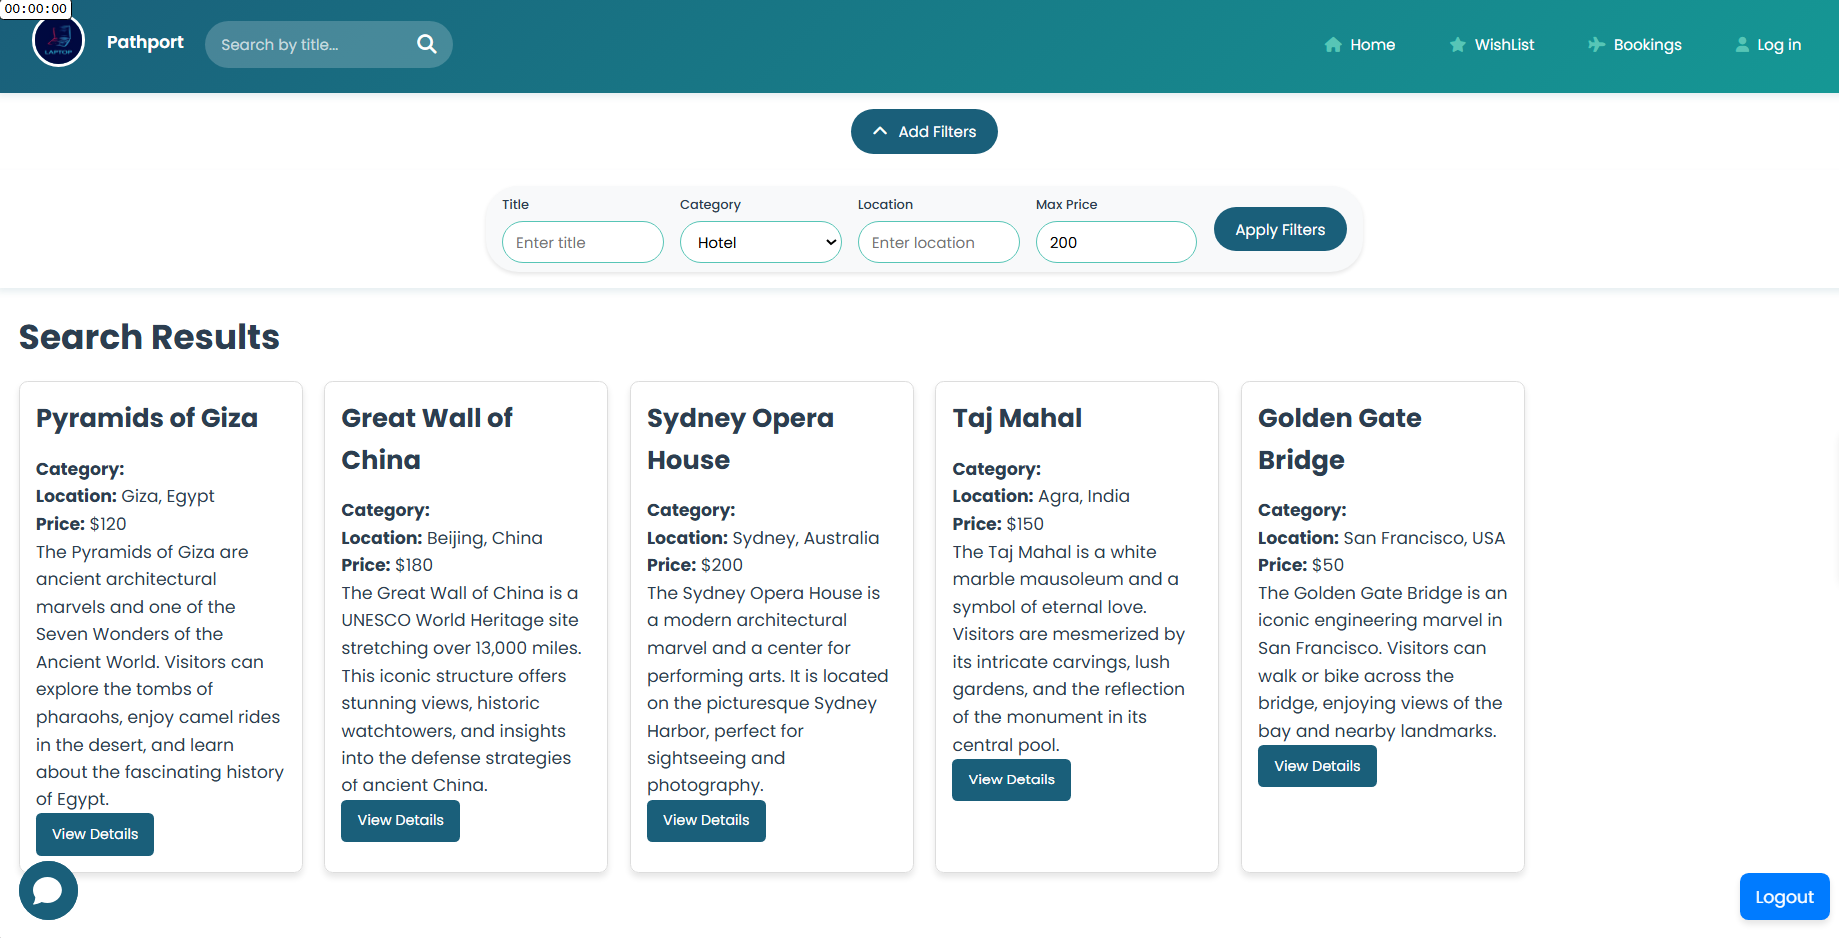 00:00:00
LAPTOP
Pathport
Search by title...
Home
WishList
Bookings
Log in
Add Filters
Title
Category
Location
Max Price
Enter title
Hotel
Enter location
200
Apply Filters
Search Results
Pyramids of Giza
Category:
Location: Giza, Egypt
Price: $120
The Pyramids of Giza are
ancient architectural
marvels and one of the
Seven Wonders of the
Ancient World. Visitors can
explore the tombs of
pharaohs, enjoy camel rides
in the desert, and learn
about the fascinating history
of Egypt.
View Details
Great Wall of
China
Category:
Location: Beijing, China
Price: $180
The Great Wall of China is a
UNESCO World Heritage site
stretching over 13,000 miles.
This iconic structure offers
stunning views, historic
watchtowers, and insights
into the defense strategies
of ancient China.
View Details
Sydney Opera
House
Category:
Location: Sydney, Australia
Price: $200
The Sydney Opera House is
a modern architectural
marvel and a center for
performing arts. It is located
on the picturesque Sydney
Harbor, perfect for
sightseeing and
photography.
View Details
Taj Mahal
Category:
Location: Agra, India
Price: $150
The Taj Mahal is a white
marble mausoleum and a
symbol of eternal love.
Visitors are mesmerized by
its intricate carvings, lush
gardens, and the reflection
of the monument in its
central pool.
View Details
Golden Gate
Bridge
Category:
Location: San Francisco, USA
Price: $50
The Golden Gate Bridge is an
iconic engineering marvel in
San Francisco. Visitors can
walk or bike across the
bridge, enjoying views of the
bay and nearby landmarks.
View Details
Logout